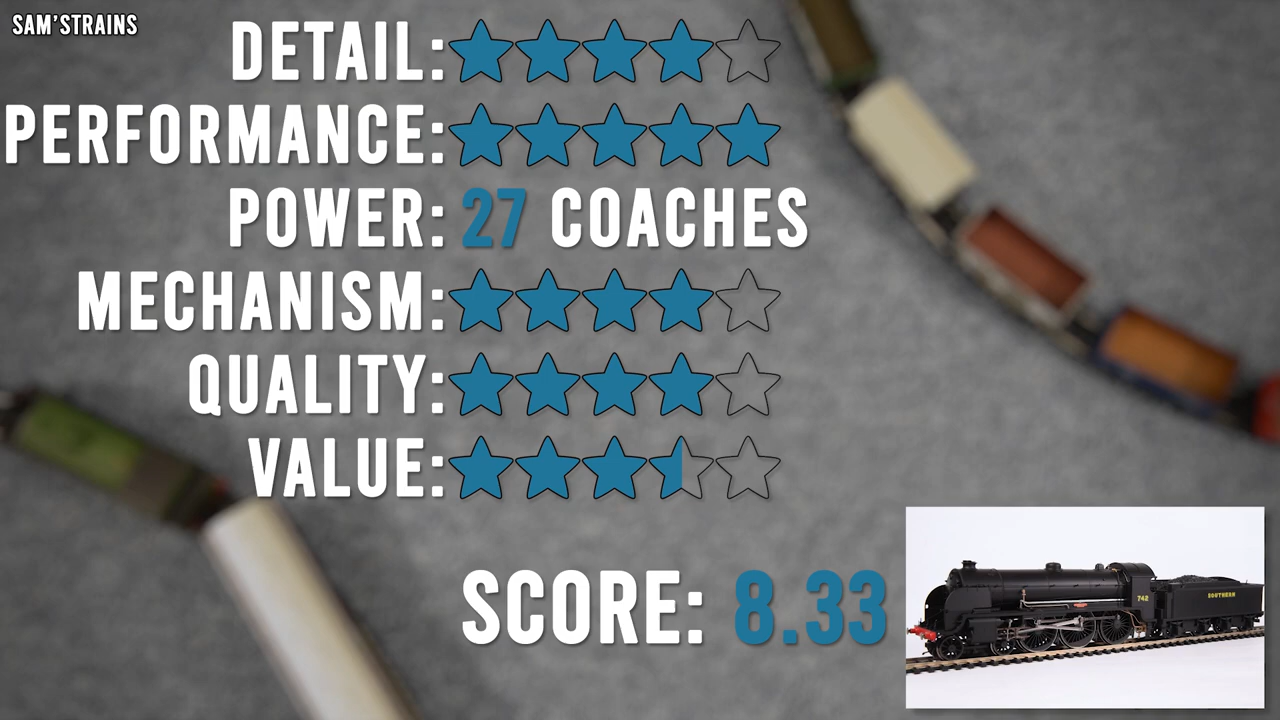 SAM'STRAINS
DETAIL:
PERFORMANCE:
POWER: 27 COACHES
MECHANISM:
QUALITY:
VALUE:
SCORE: 8.33
742
SOUTHERN